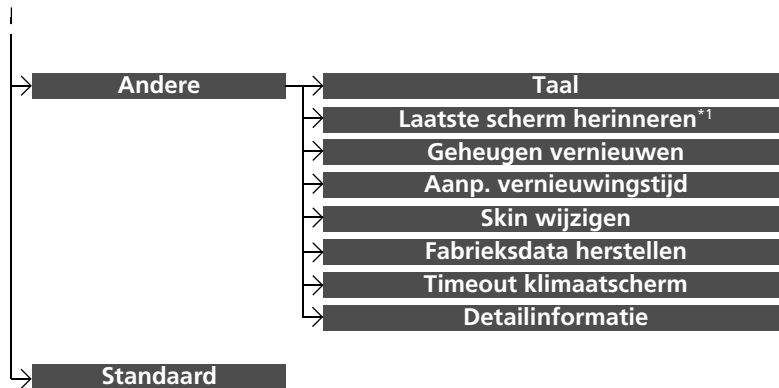 Andere
Taal
Laatste scherm herinneren*1
Geheugen vernieuwen
Aanp. vernieuwingstijd
Skin wijzigen
Fabrieksdata herstellen
Timeout klimaatscherm
Detailinformatie
Standaard